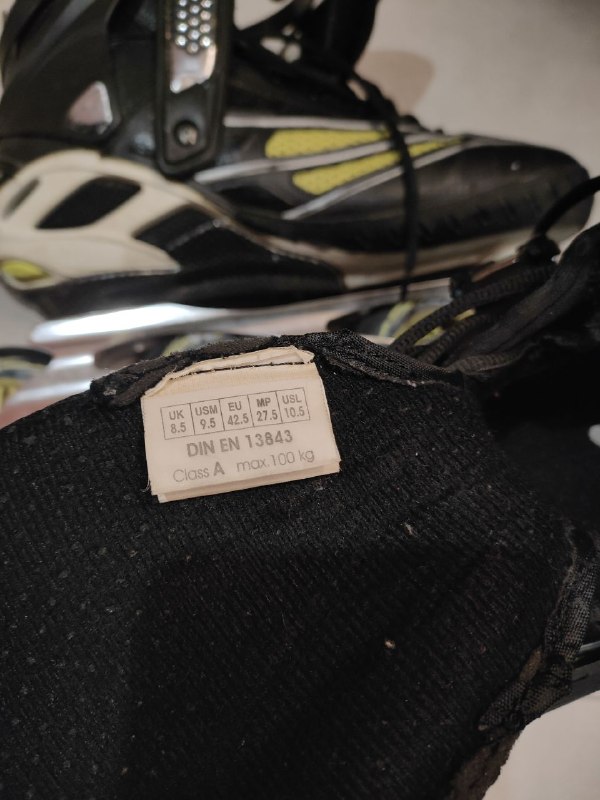 UK USM EU MP USL
8.5 9.5 42.5 27.5 10.5
DIN EN 13843
Class A max.100 kg